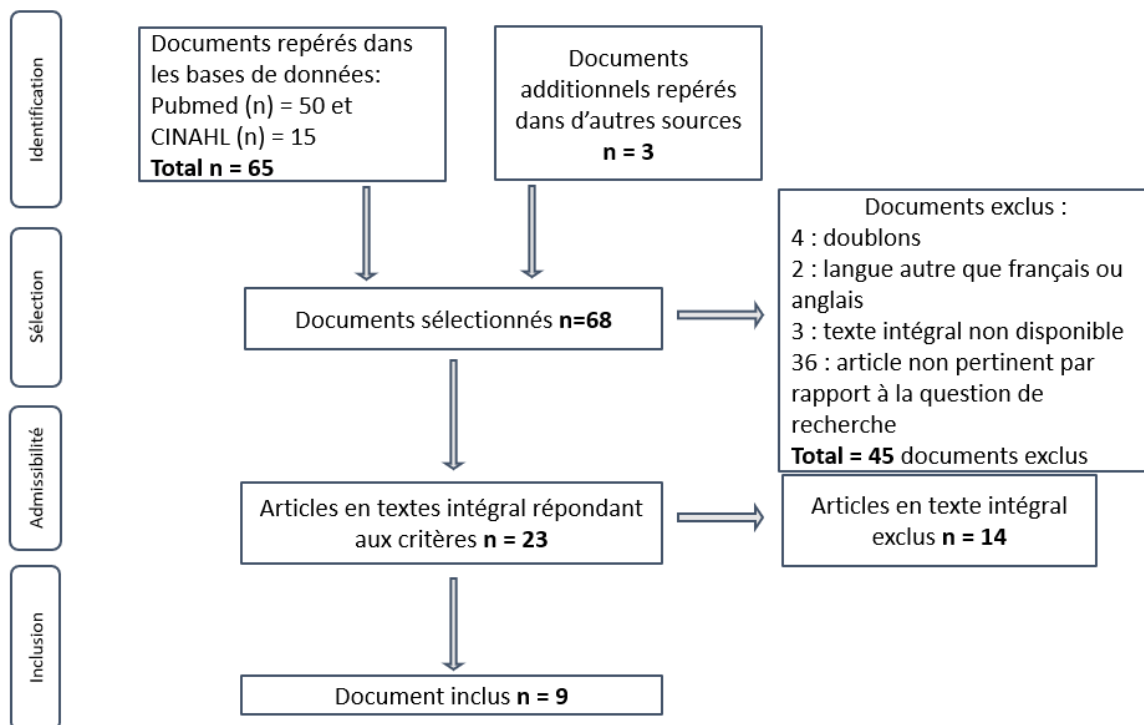 Identification
Documents repérés dans
les bases de données:
Pubmed (n) = 50 et
CINAHL (n) = 15
Total n = 65
Documents
additionnels repérés
dans d'autres sources
n = 3
Sélection
Documents sélectionnés n=68
Documents exclus :
4 : doublons
2 : langue autre que français ou
anglais
3 : texte intégral non disponible
36 : article non pertinent par
rapport à la question de
recherche
Total = 45 documents exclus
Admissibilité
Articles en textes intégral répondant
aux critères n = 23
Articles en texte intégral
exclus n = 14
Inclusion
Document inclus n = 9